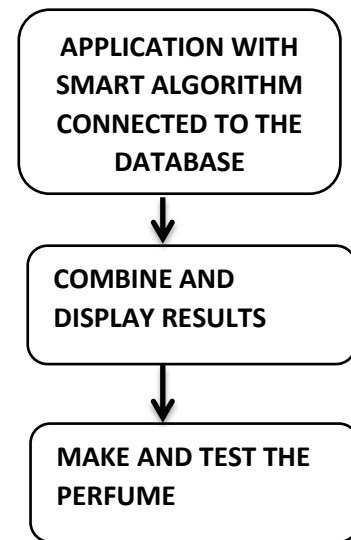 APPLICATION WITH
SMART ALGORITHM
CONNECTED TO THE
DATABASE
COMBINE AND
DISPLAY RESULTS
MAKE AND TEST THE
PERFUME